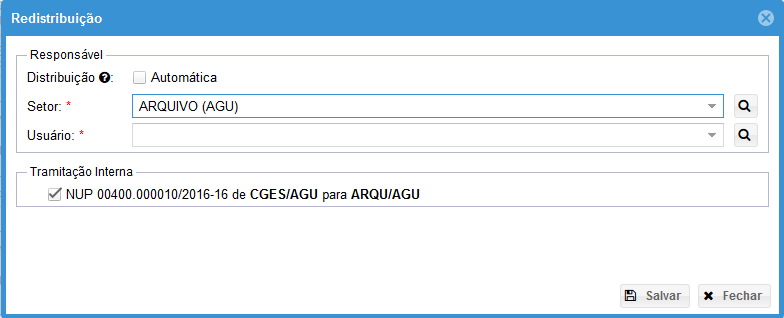 Redistribuição
Responsável
Distribuição ?: Automática
Setor: * ARQUIVO (AGU)
Usuário: *
Tramitação Interna
NUP 00400.000010/2016-16 de CGES/AGU para ARQU/AGU
Salvar Fechar